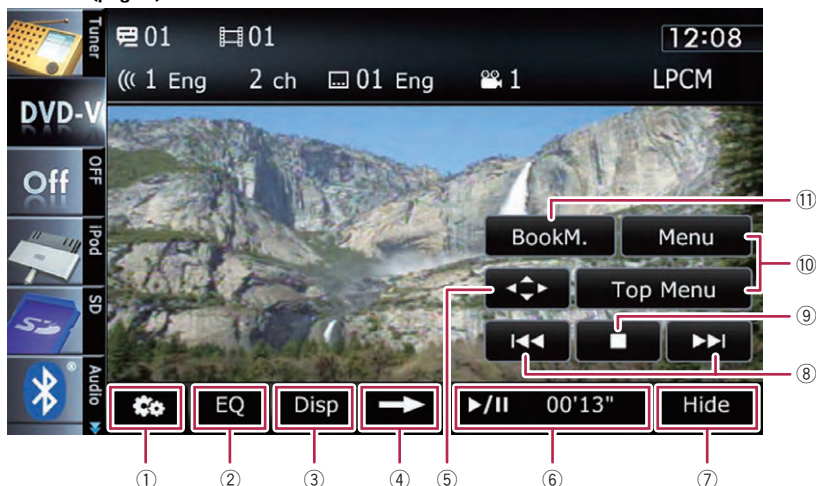 Tuner
01 01 12:08
((( 1 Eng 2 ch 01 Eng 1 LPCM
DVD-V
Off OFF
iPod
SD
Audio
BookM. Menu
Top Menu
EQ Disp ▶/II 00'13" Hide
⑪
⑩
⑨
⑧
① ② ③ ④ ⑤ ⑥ ⑦